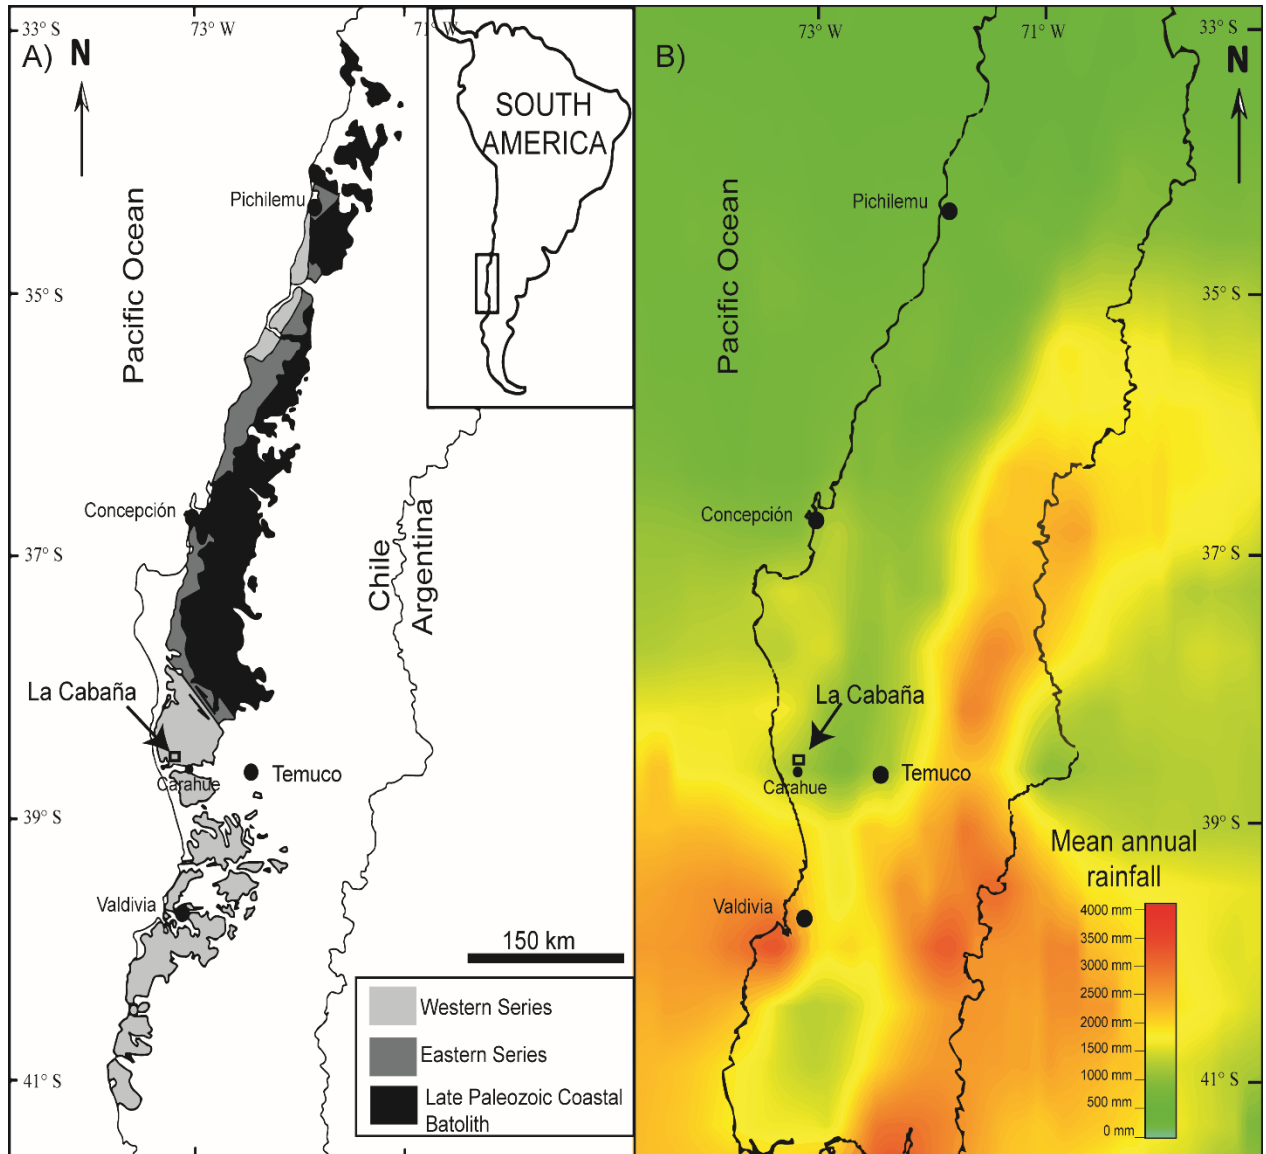 A)
N
33° S
73° W
71° W
SOUTH
AMERICA
Pacific Ocean
Pichilemu
35° S
Concepción
37° S
Chile
Argentina
La Cabaña
Carahue
Temuco
39° S
Valdivia
150 km
Western Series
Eastern Series
Late Paleozoic Coastal
Batolith
41° S
B)
73° W
71° W
33° S
N
Pichilemu
Pacific Ocean
35° S
Concepción
37° S
La Cabaña
Carahue
Temuco
39° S
Mean annual
rainfall
Valdivia
4000 mm
3500 mm
3000 mm
2500 mm
2000 mm
1500 mm
1000 mm
500 mm
0 mm
41° S